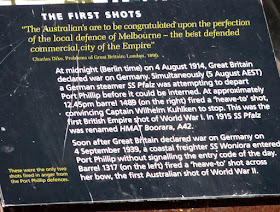 THE FIRST SHOTS
"The Australian's are to be congratulated upon the perfection
of the local defence of Melbourne – the best defended
commercial city of the Empire"
Charles Dilke, Problems of Great Britain: London, 1890.
At midnight (Berlin time) on 4 August 1914, Great Britain
declared war on Germany. Simultaneously (5 August AEST)
a German steamer SS Pfalz was attempting to depart
Port Phillip before it could be interned. At approximately
12.45pm barrel 1489 (on the right) fired a 'heave-to' shot,
convincing Captain Wilhelm Kuhlken to stop. This was the
first British Empire shot of World War I. In 1915 SS Pfalz
was renamed HMAT Boorara, A42.
Soon after Great Britain declared war on Germany on
4 September 1939, a coastal freighter SS Woniora entered
Port Phillip without signalling the entry code of the day.
Barrel 1317 (on the left) fired a 'heave-to' shot across
her bow, the first Australian shot of World War II.
These were the only two
shots fired in anger from
the Port Phillip defences.